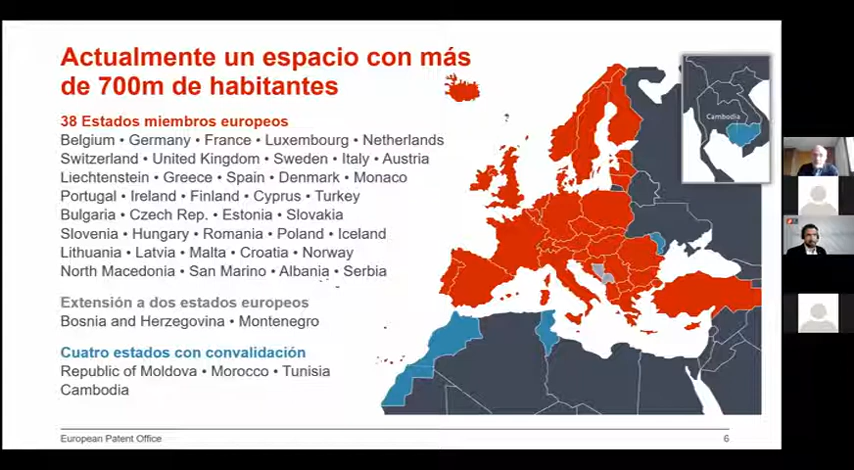 Actualmente un espacio con más
de 700m de habitantes
38 Estados miembros europeos
Belgium • Germany • France • Luxembourg • Netherlands
Switzerland • United Kingdom • Sweden • Italy • Austria
Liechtenstein • Greece • Spain • Denmark • Monaco
Portugal • Ireland • Finland • Cyprus • Turkey
Bulgaria • Czech Rep. • Estonia • Slovakia
Slovenia • Hungary • Romania • Poland • Iceland
Lithuania • Latvia • Malta • Croatia • Norway
North Macedonia • San Marino • Albania • Serbia
Extensión a dos estados europeos
Bosnia and Herzegovina • Montenegro
Cuatro estados con convalidación
Republic of Moldova • Morocco • Tunisia
Cambodia
Cambodia
European Patent Office
6